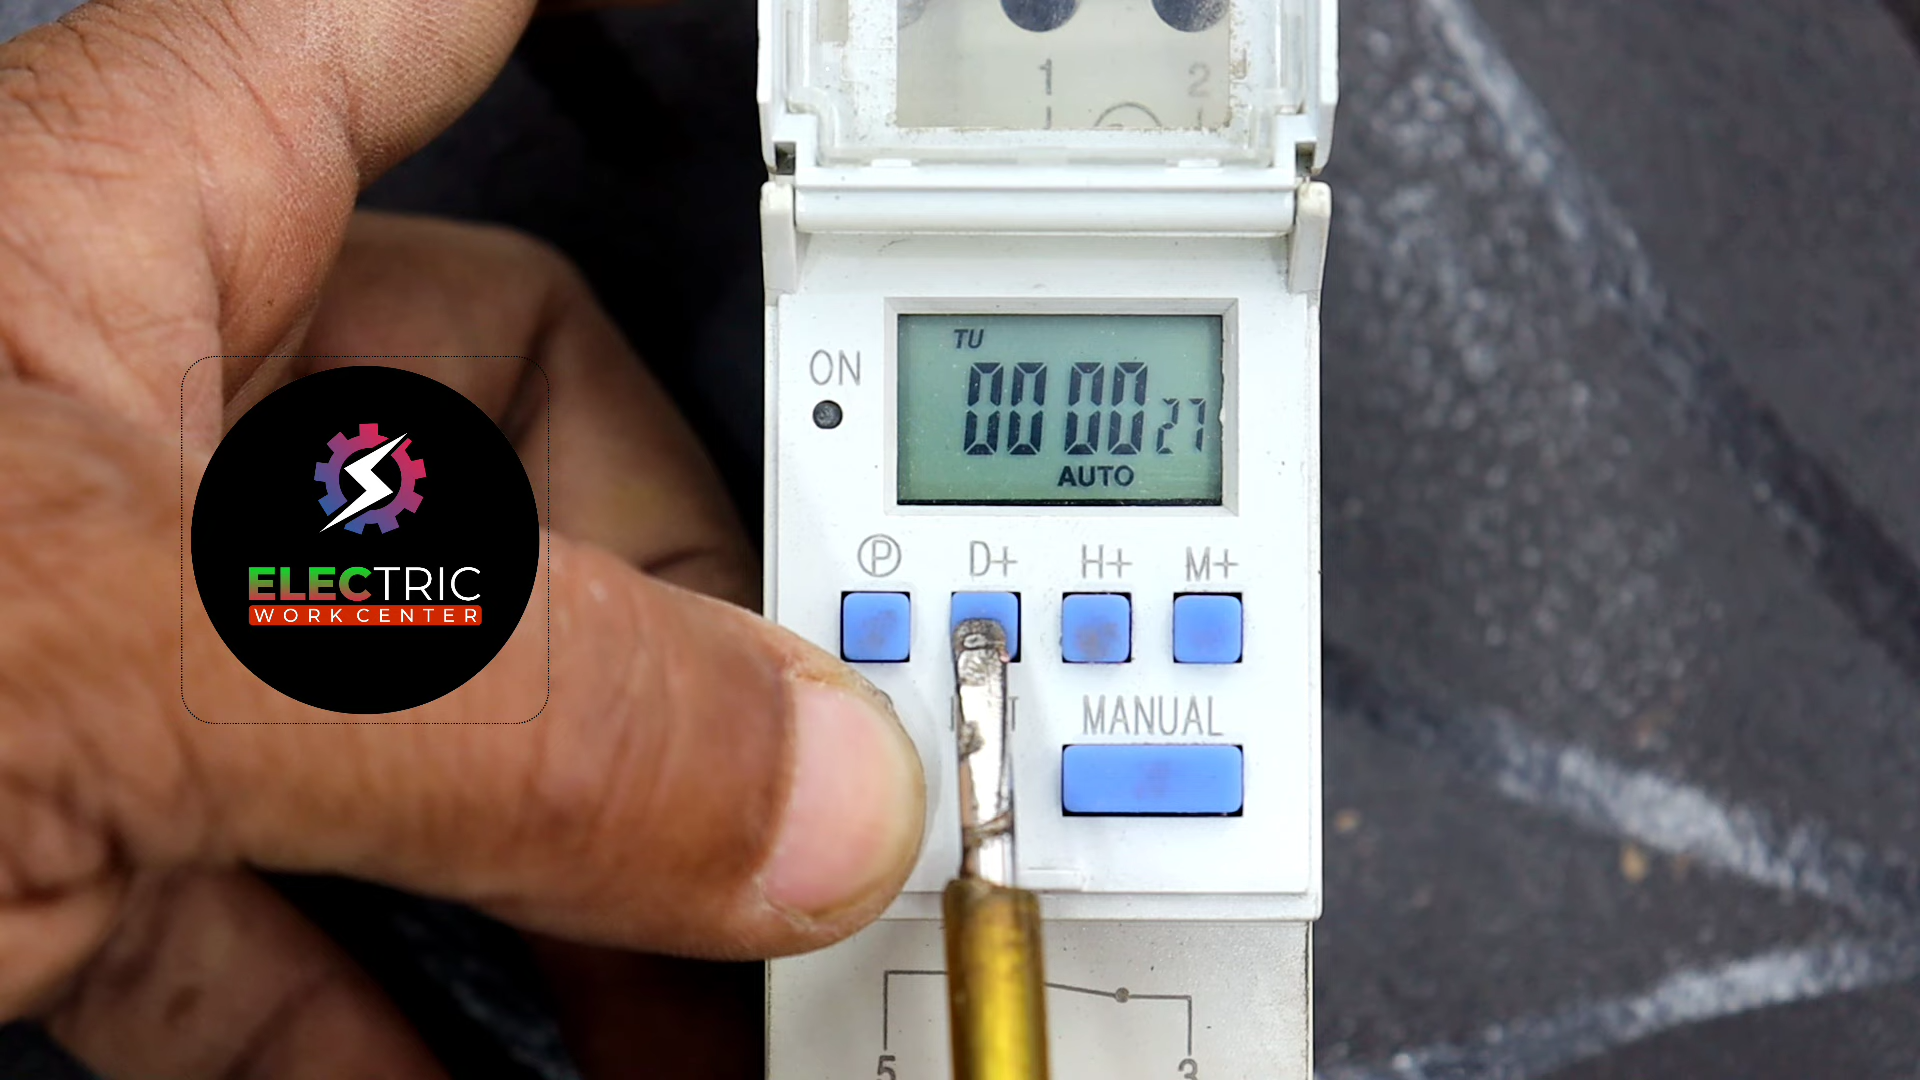 1 2
ON
TU
00 00 27
AUTO
Ⓟ D+ H+ M+
MANUAL
5 3
ELECTRIC
WORK CENTER